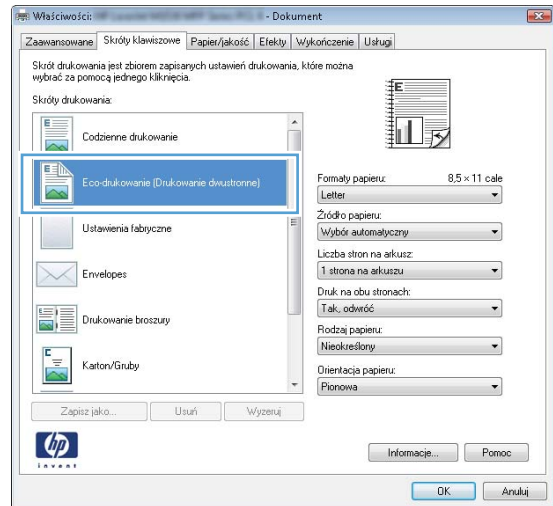 Właściwości: - Dokument
Zaawansowane Skróty klawiszowe Papier/jakość Efekty Wykończenie Usługi
Skrót drukowania jest zbiorem zapisanych ustawień drukowania, które można
wybrać za pomocą jednego kliknięcia.
Skróty drukowania:
E
Codzienne drukowanie
E
Eco-drukowanie (Drukowanie dwustronne)
Ustawienia fabryczne
Envelopes
Drukowanie broszury
Karton/Gruby
Zapisz jako... Usuń Wyzeruj
E
Formaty papieru: 8,5 × 11 cale
Letter
Źródło papieru:
Wybór automatyczny
Liczba stron na arkusz:
1 strona na arkuszu
Druk na obu stronach:
Tak, odwróć
Rodzaj papieru:
Nieokreślony
Orientacja papieru:
Pionowa
hp
invent
Informacje... Pomoc
OK Anuluj